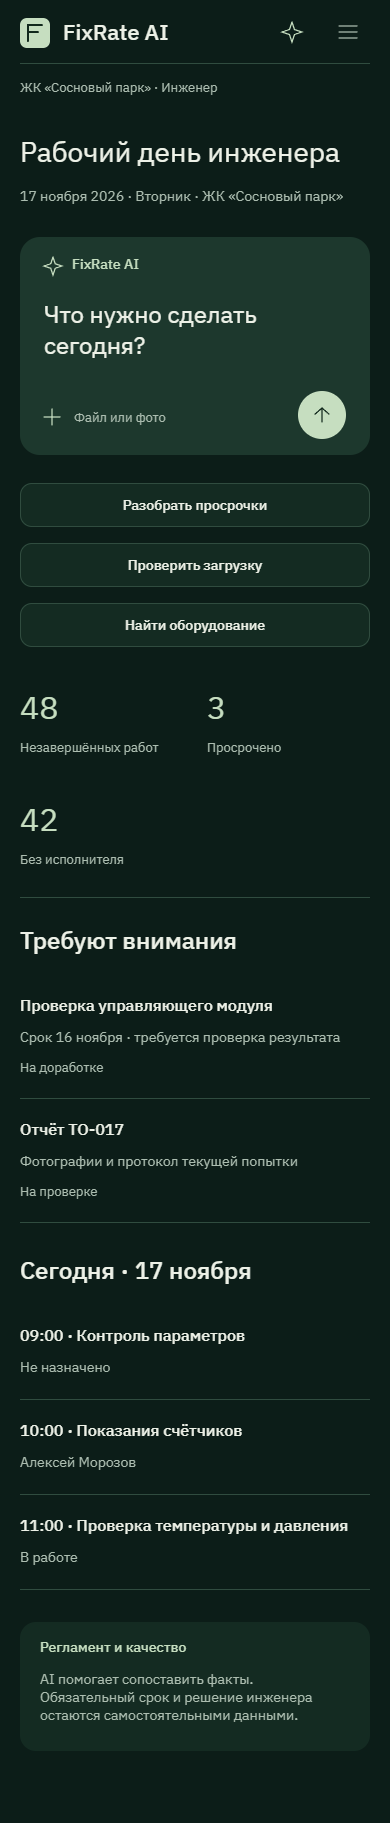 FixRate AI
ЖК «Сосновый парк» · Инженер
Рабочий день инженера
17 ноября 2026 · Вторник · ЖК «Сосновый парк»
FixRate AI
Что нужно сделать
сегодня?
Файл или фото
Разобрать просрочки
Проверить загрузку
Найти оборудование
48
Незавершённых работ
3
Просрочено
42
Без исполнителя
Требуют внимания
Проверка управляющего модуля
Срок 16 ноября · требуется проверка результата
На доработке
Отчёт ТО-017
Фотографии и протокол текущей попытки
На проверке
Сегодня · 17 ноября
09:00 · Контроль параметров
Не назначено
10:00 · Показания счётчиков
Алексей Морозов
11:00 · Проверка температуры и давления
В работе
Регламент и качество
AI помогает сопоставить факты.
Обязательный срок и решение инженера
остаются самостоятельными данными.